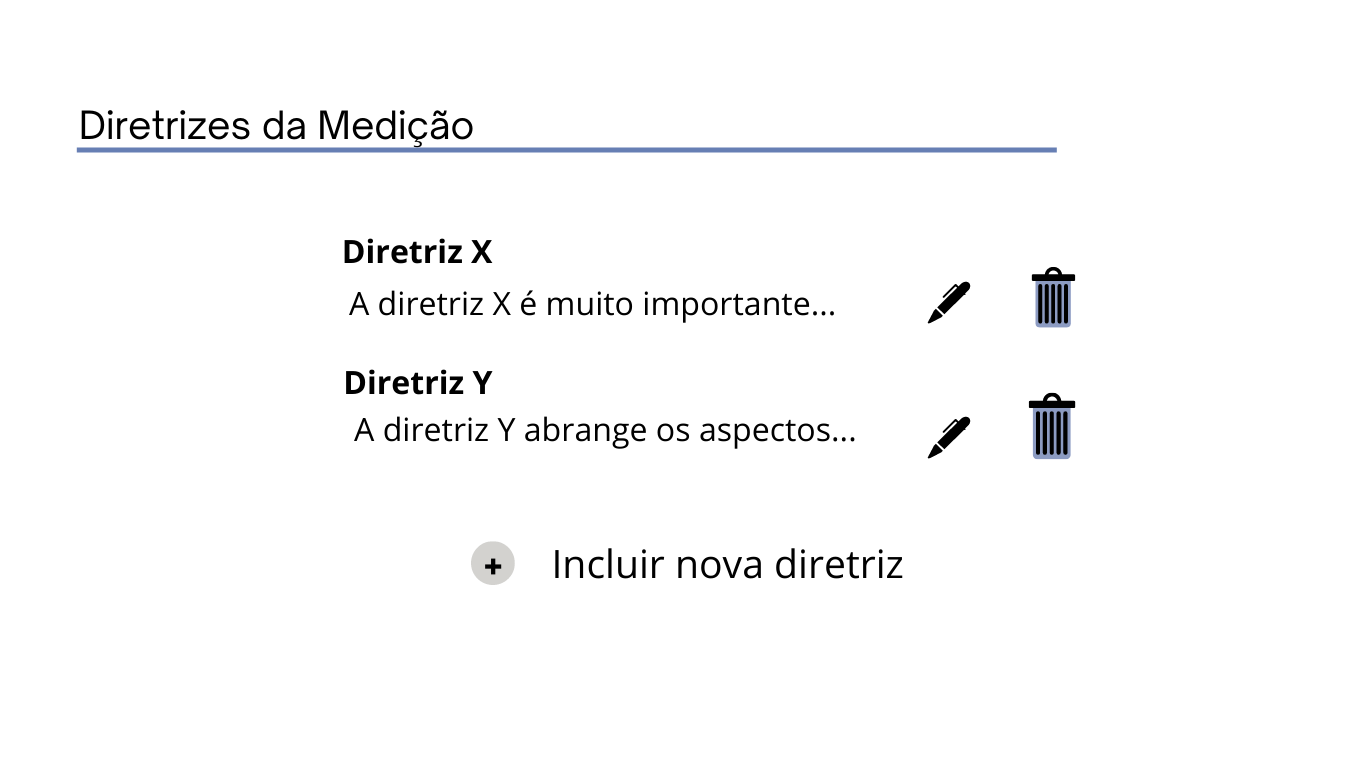 Diretrizes da Medição
Diretriz X
A diretriz X é muito importante...
Diretriz Y
A diretriz Y abrange os aspectos...
+ Incluir nova diretriz